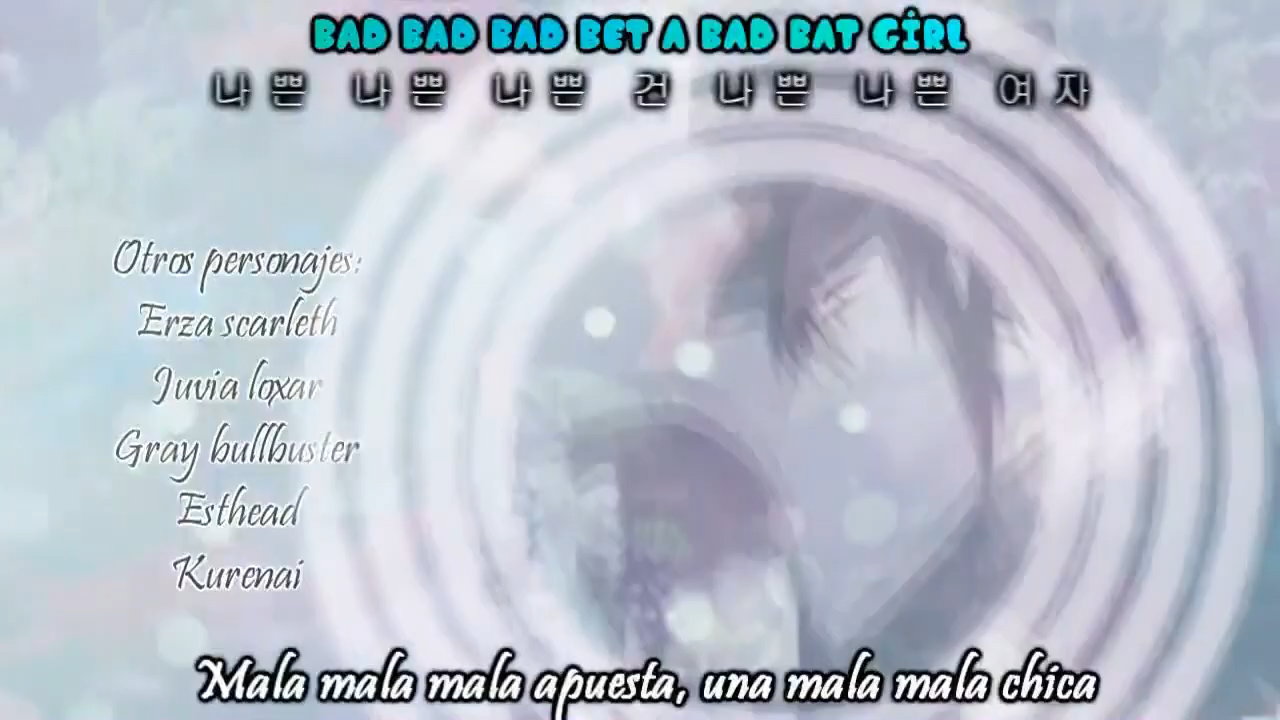 BAD BAD BAD BET A BAD BAT GIRL
나쁜 나쁜 나쁜 건 나쁜 나쁜 여자
Otros personajes:
Erza scarleth
Juvia loxar
Gray bullbuster
Esthead
Kurenai
Mala mala mala apuesta, una mala mala chica